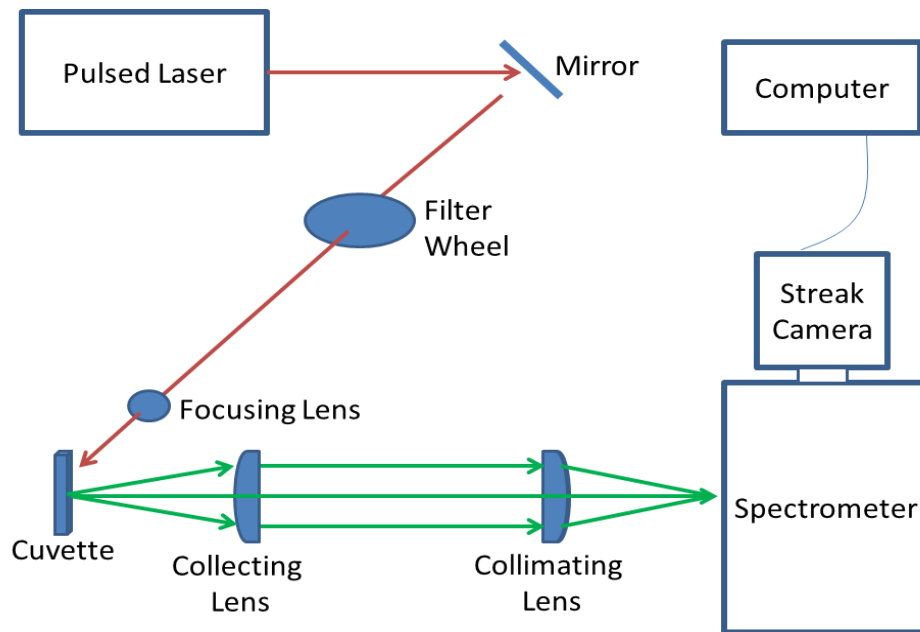 Pulsed Laser
Mirror
Computer
Filter
Wheel
Streak
Camera
Focusing Lens
Spectrometer
Cuvette
Collecting
Lens
Collimating
Lens